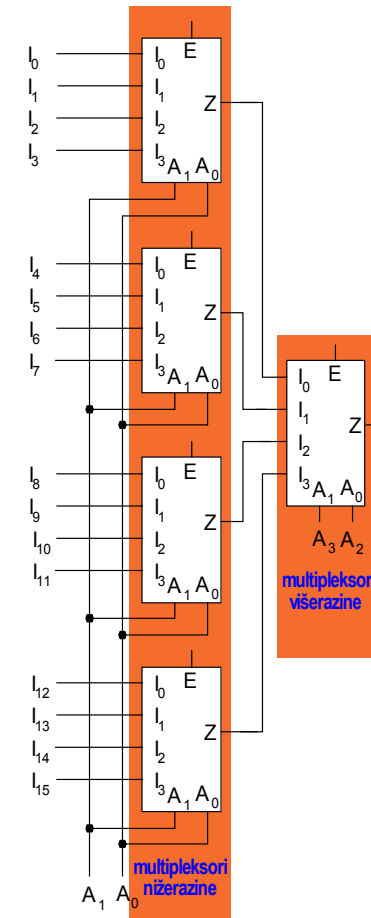 E
I₀ I₀
I₁ I₁
Z
I₂ I₂
I₃ I₃
A₁ A₀
E
I₄ I₀
I₅ I₁
Z
I₆ I₂
I₇ I₃
A₁ A₀
E
I₀
I₁
Z
I₂
I₃
A₁ A₀
A₃ A₂
multipleksor
višerazine
E
I₈ I₀
I₉ I₁
Z
I₁₀ I₂
I₁₁ I₃
A₁ A₀
E
I₁₂ I₀
I₁₃ I₁
Z
I₁₄ I₂
I₁₅ I₃
A₁ A₀
multipleksori
nižerazine
A₁ A₀